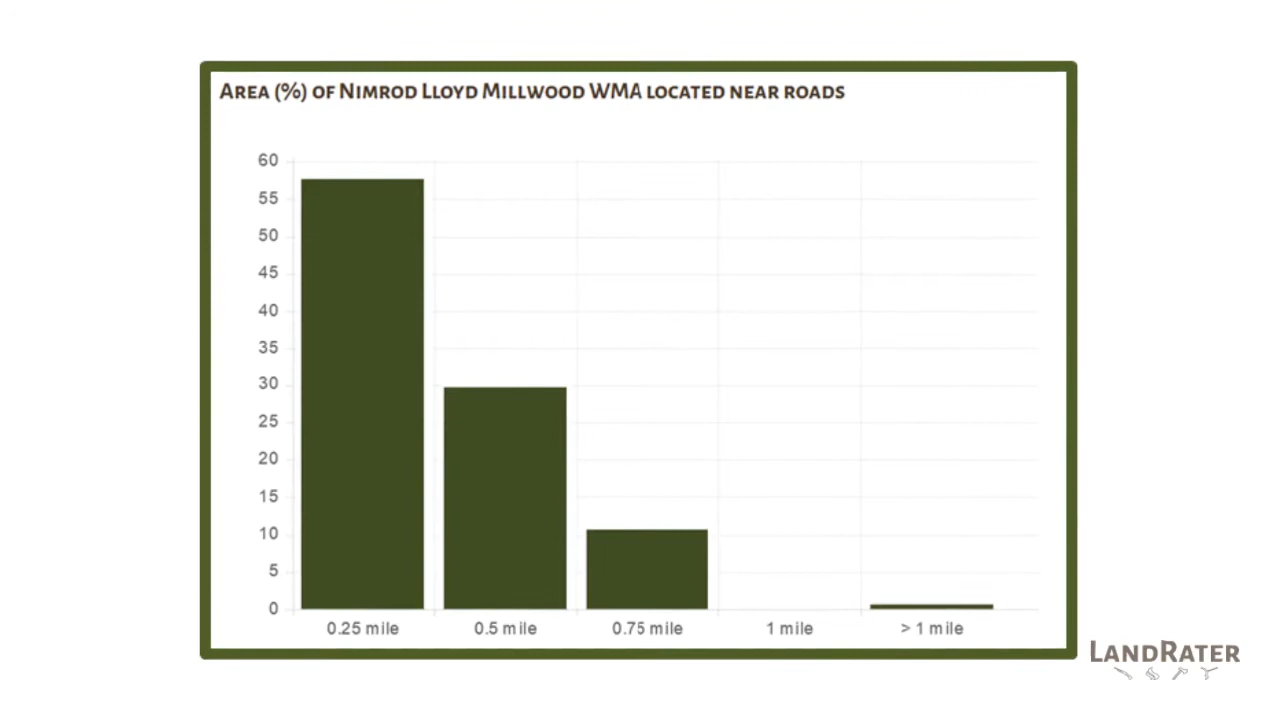 Area (%) of Nimrod Lloyd Millwood WMA located near roads
60
55
50
45
40
35
30
25
20
15
10
5
0
0.25 mile
0.5 mile
0.75 mile
1 mile
> 1 mile
LandRater